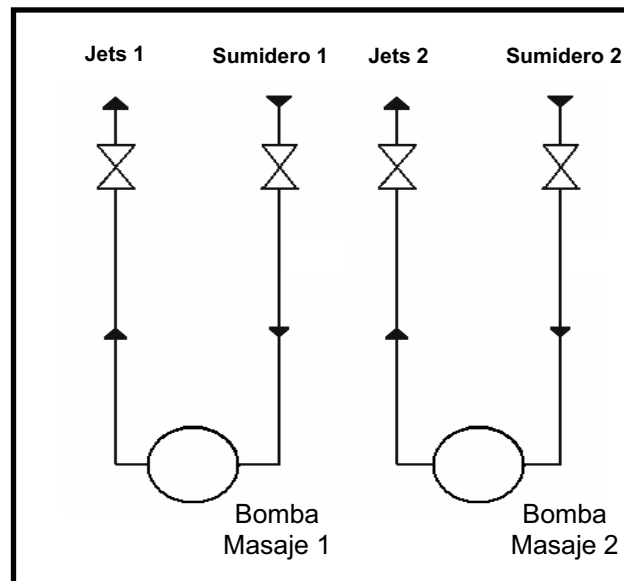 Jets 1
Sumidero 1
Jets 2
Sumidero 2
Bomba
Masaje 1
Bomba
Masaje 2